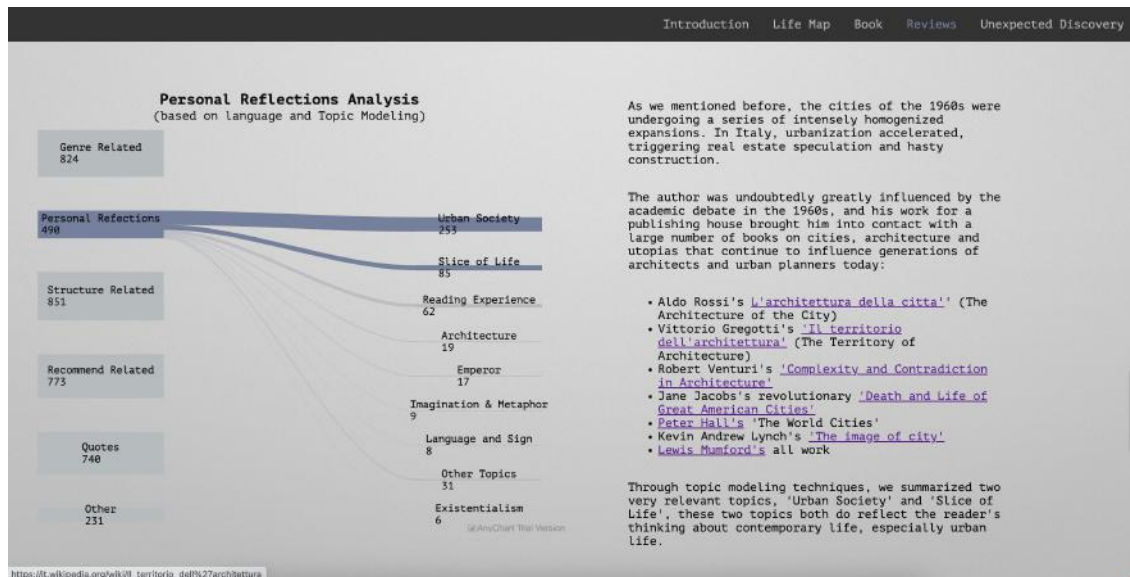 Introduction Life Map Book Reviews Unexpected Discovery
Personal Reflections Analysis
(based on language and Topic Modeling)
Genre Related
824
Personal Refections
490
Structure Related
851
Recommend Related
773
Quotes
740
Other
231
Urban Society
253
Slice of Life
85
Reading Experience
62
Architecture
19
Emperor
17
Imagination & Metaphor
9
Language and Sign
8
Other Topics
31
Existentialism
6
AnyChart Trial Version
As we mentioned before, the cities of the 1960s were
undergoing a series of intensely homogenized
expansions. In Italy, urbanization accelerated,
triggering real estate speculation and hasty
construction.
The author was undoubtedly greatly influenced by the
academic debate in the 1960s, and his work for a
publishing house brought him into contact with a
large number of books on cities, architecture and
utopias that continue to influence generations of
architects and urban planners today:
• Aldo Rossi's L'architettura della citta'' (The
Architecture of the City)
• Vittorio Gregotti's 'Il territorio
dell'architettura' (The Territory of
Architecture)
• Robert Venturi's 'Complexity and Contradiction
in Architecture'
• Jane Jacobs's revolutionary 'Death and Life of
Great American Cities'
• Peter Hall's 'The World Cities'
• Kevin Andrew Lynch's 'The image of city'
• Lewis Mumford's all work
Through topic modeling techniques, we summarized two
very relevant topics, 'Urban Society' and 'Slice of
Life', these two topics both do reflect the reader's
thinking about contemporary life, especially urban
life.
https://it.wikipedia.org/wiki/Il_territorio_dell%27architettura